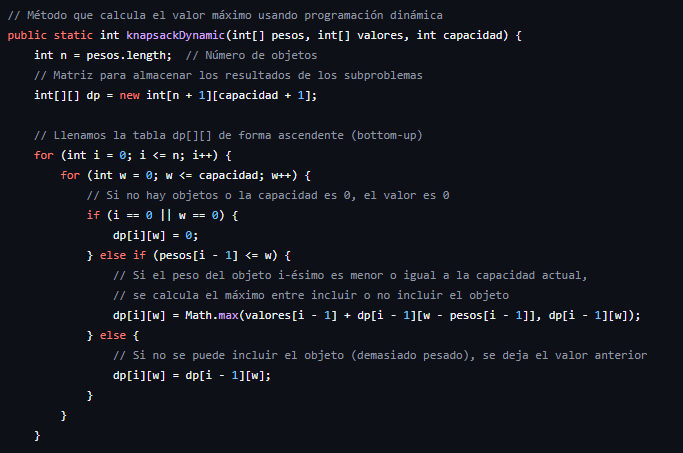 // Método que calcula el valor máximo usando programación dinámica
public static int knapsackDynamic(int[] pesos, int[] valores, int capacidad) {
    int n = pesos.length;  // Número de objetos
    // Matriz para almacenar los resultados de los subproblemas
    int[][] dp = new int[n + 1][capacidad + 1];

    // Llenamos la tabla dp[][] de forma ascendente (bottom-up)
    for (int i = 0; i <= n; i++) {
        for (int w = 0; w <= capacidad; w++) {
            // Si no hay objetos o la capacidad es 0, el valor es 0
            if (i == 0 || w == 0) {
                dp[i][w] = 0;
            } else if (pesos[i - 1] <= w) {
                // Si el peso del objeto i-ésimo es menor o igual a la capacidad actual,
                // se calcula el máximo entre incluir o no incluir el objeto
                dp[i][w] = Math.max(valores[i - 1] + dp[i - 1][w - pesos[i - 1]], dp[i - 1][w]);
            } else {
                // Si no se puede incluir el objeto (demasiado pesado), se deja el valor anterior
                dp[i][w] = dp[i - 1][w];
            }
        }
    }